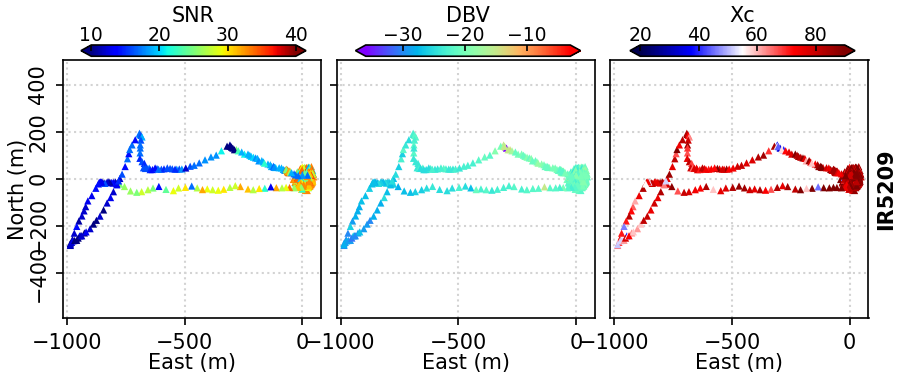 SNR DBV Xc
10 20 30 40 −30 −20 −10 20 40 60 80
400
200
0
−200
−400
North (m)
IR5209
−1000 −500 0 −1000 −500 0 −1000 −500 0
East (m) East (m) East (m)